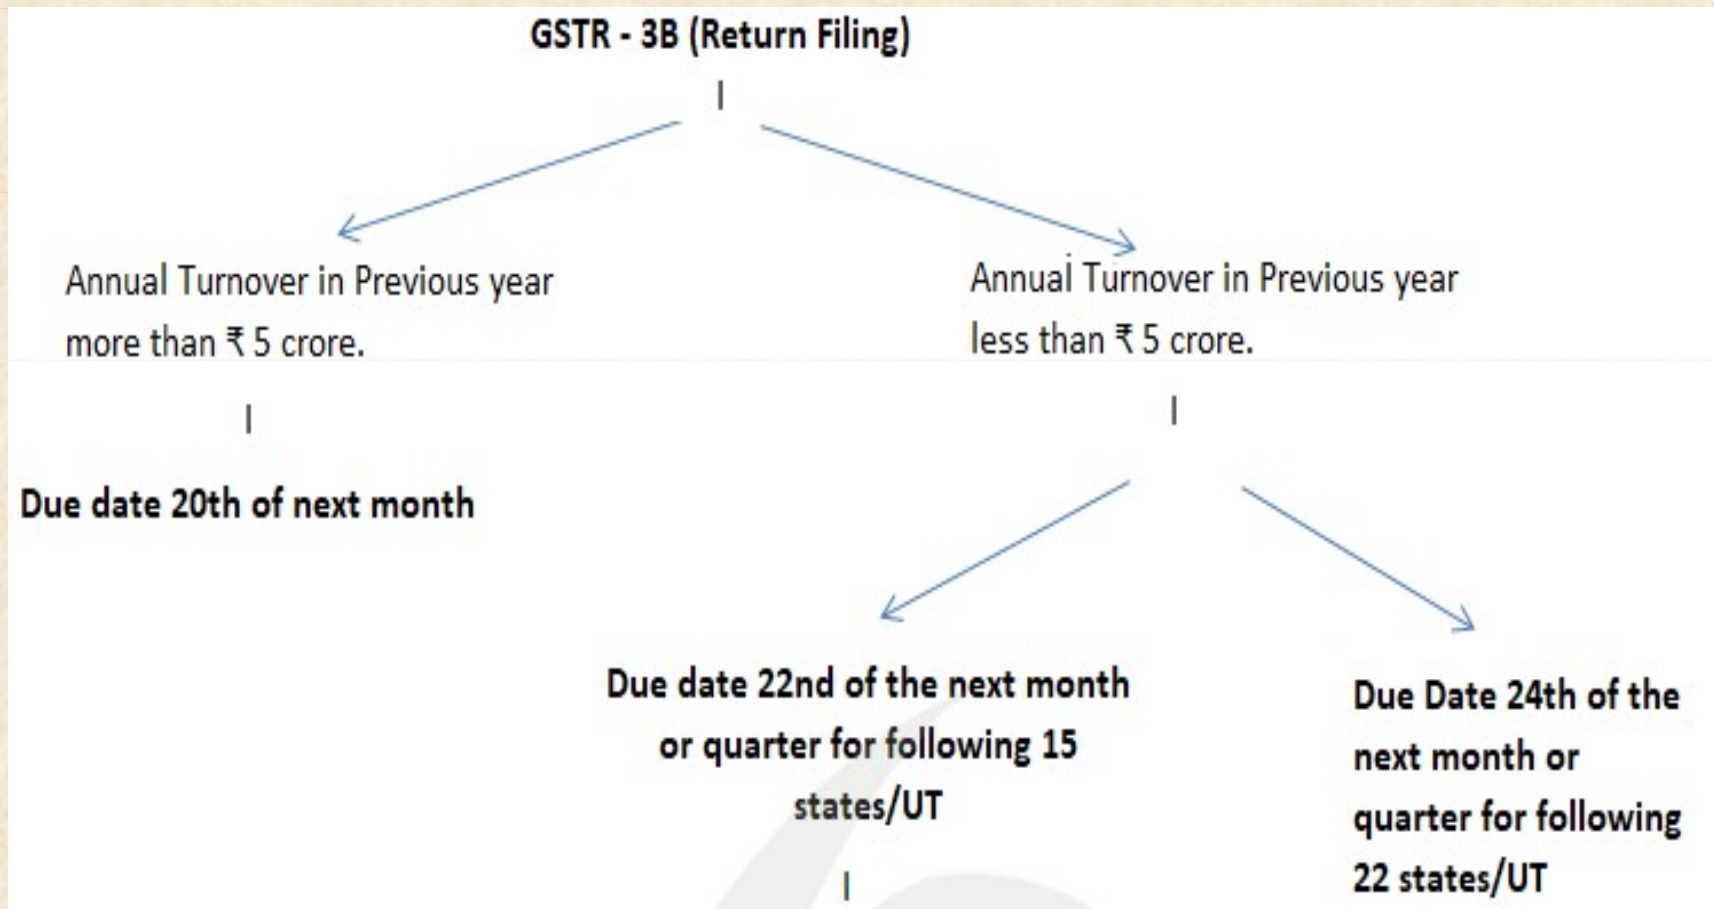 GSTR - 3B (Return Filing)
Annual Turnover in Previous year
more than ₹ 5 crore.
Annual Turnover in Previous year
less than ₹ 5 crore.
Due date 20th of next month
Due date 22nd of the next month
or quarter for following 15
states/UT
Due Date 24th of the
next month or
quarter for following
22 states/UT